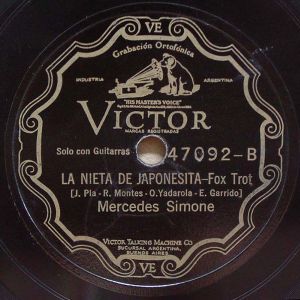 VE
Grabación Ortofónica
INDUSTRIA
ARGENTINA
"HIS MASTER'S VOICE"
VICTOR
MARCAS REGISTRADAS
Solo con Guitarras
47092-B
LA NIETA DE JAPONESITA-Fox Trot
[J. Pla - R. Montes - O. Yadarola - E. Garrido]
Mercedes Simone
VICTOR TALKING MACHINE CO.
SUCURSAL ARGENTINA,
BUENOS AIRES
VE